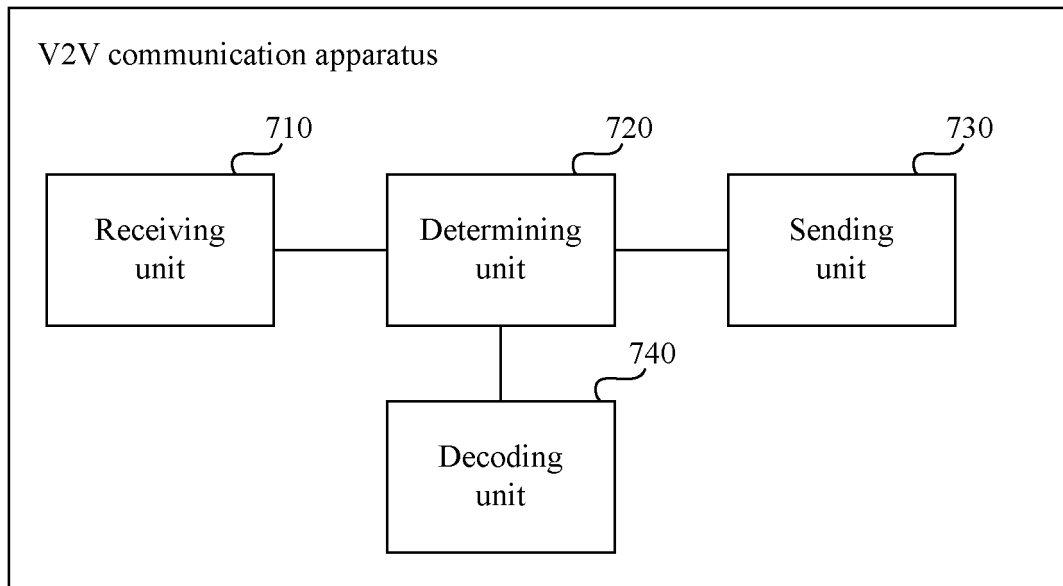 V2V communication apparatus
710
720
730
Receiving
unit
Determining
unit
Sending
unit
740
Decoding
unit